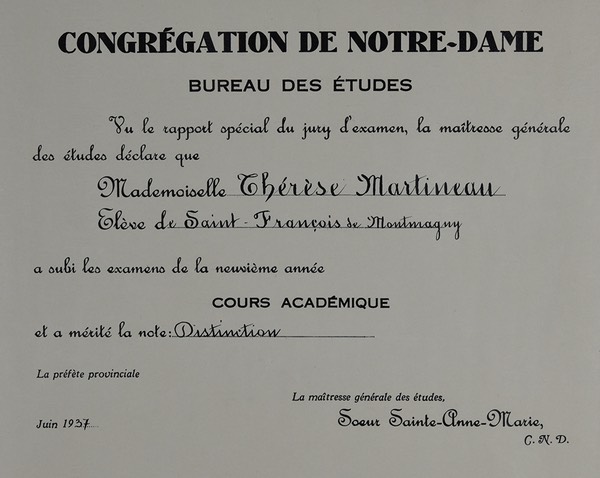 CONGRÉGATION DE NOTRE-DAME
BUREAU DES ÉTUDES
Vu le rapport spécial du jury d'examen, la maîtresse générale
des études déclare que
Mademoiselle Thérèse Martineau
Elève de Saint-François de Montmagny
a subi les examens de la neuvième année
COURS ACADÉMIQUE
et a mérité la note: Distinction
La préfète provinciale
La maîtresse générale des études,
Juin 1937
Soeur Sainte-Anne-Marie,
C. N. D.